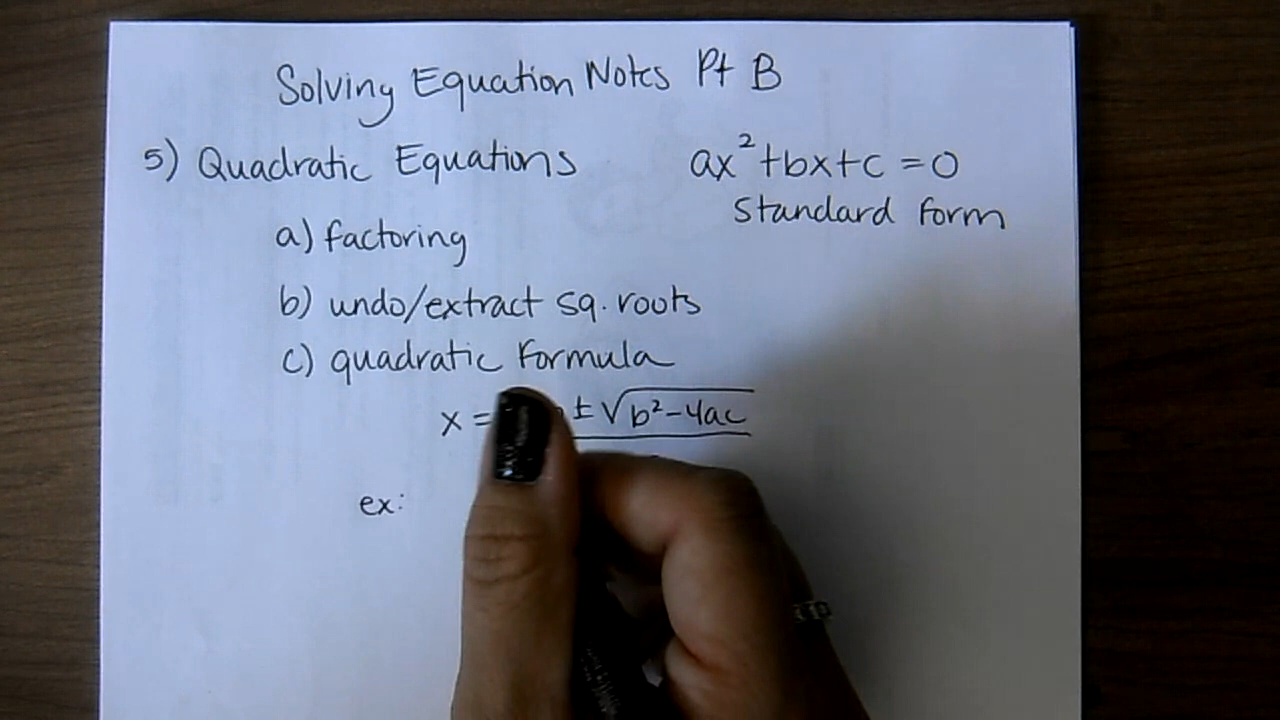 Solving Equation Notes Pt B
5) Quadratic Equations ax²+bx+c = 0
Standard form
a) factoring
b) undo/extract sq. roots
c) quadratic formula
x = ± √b²-4ac
ex: